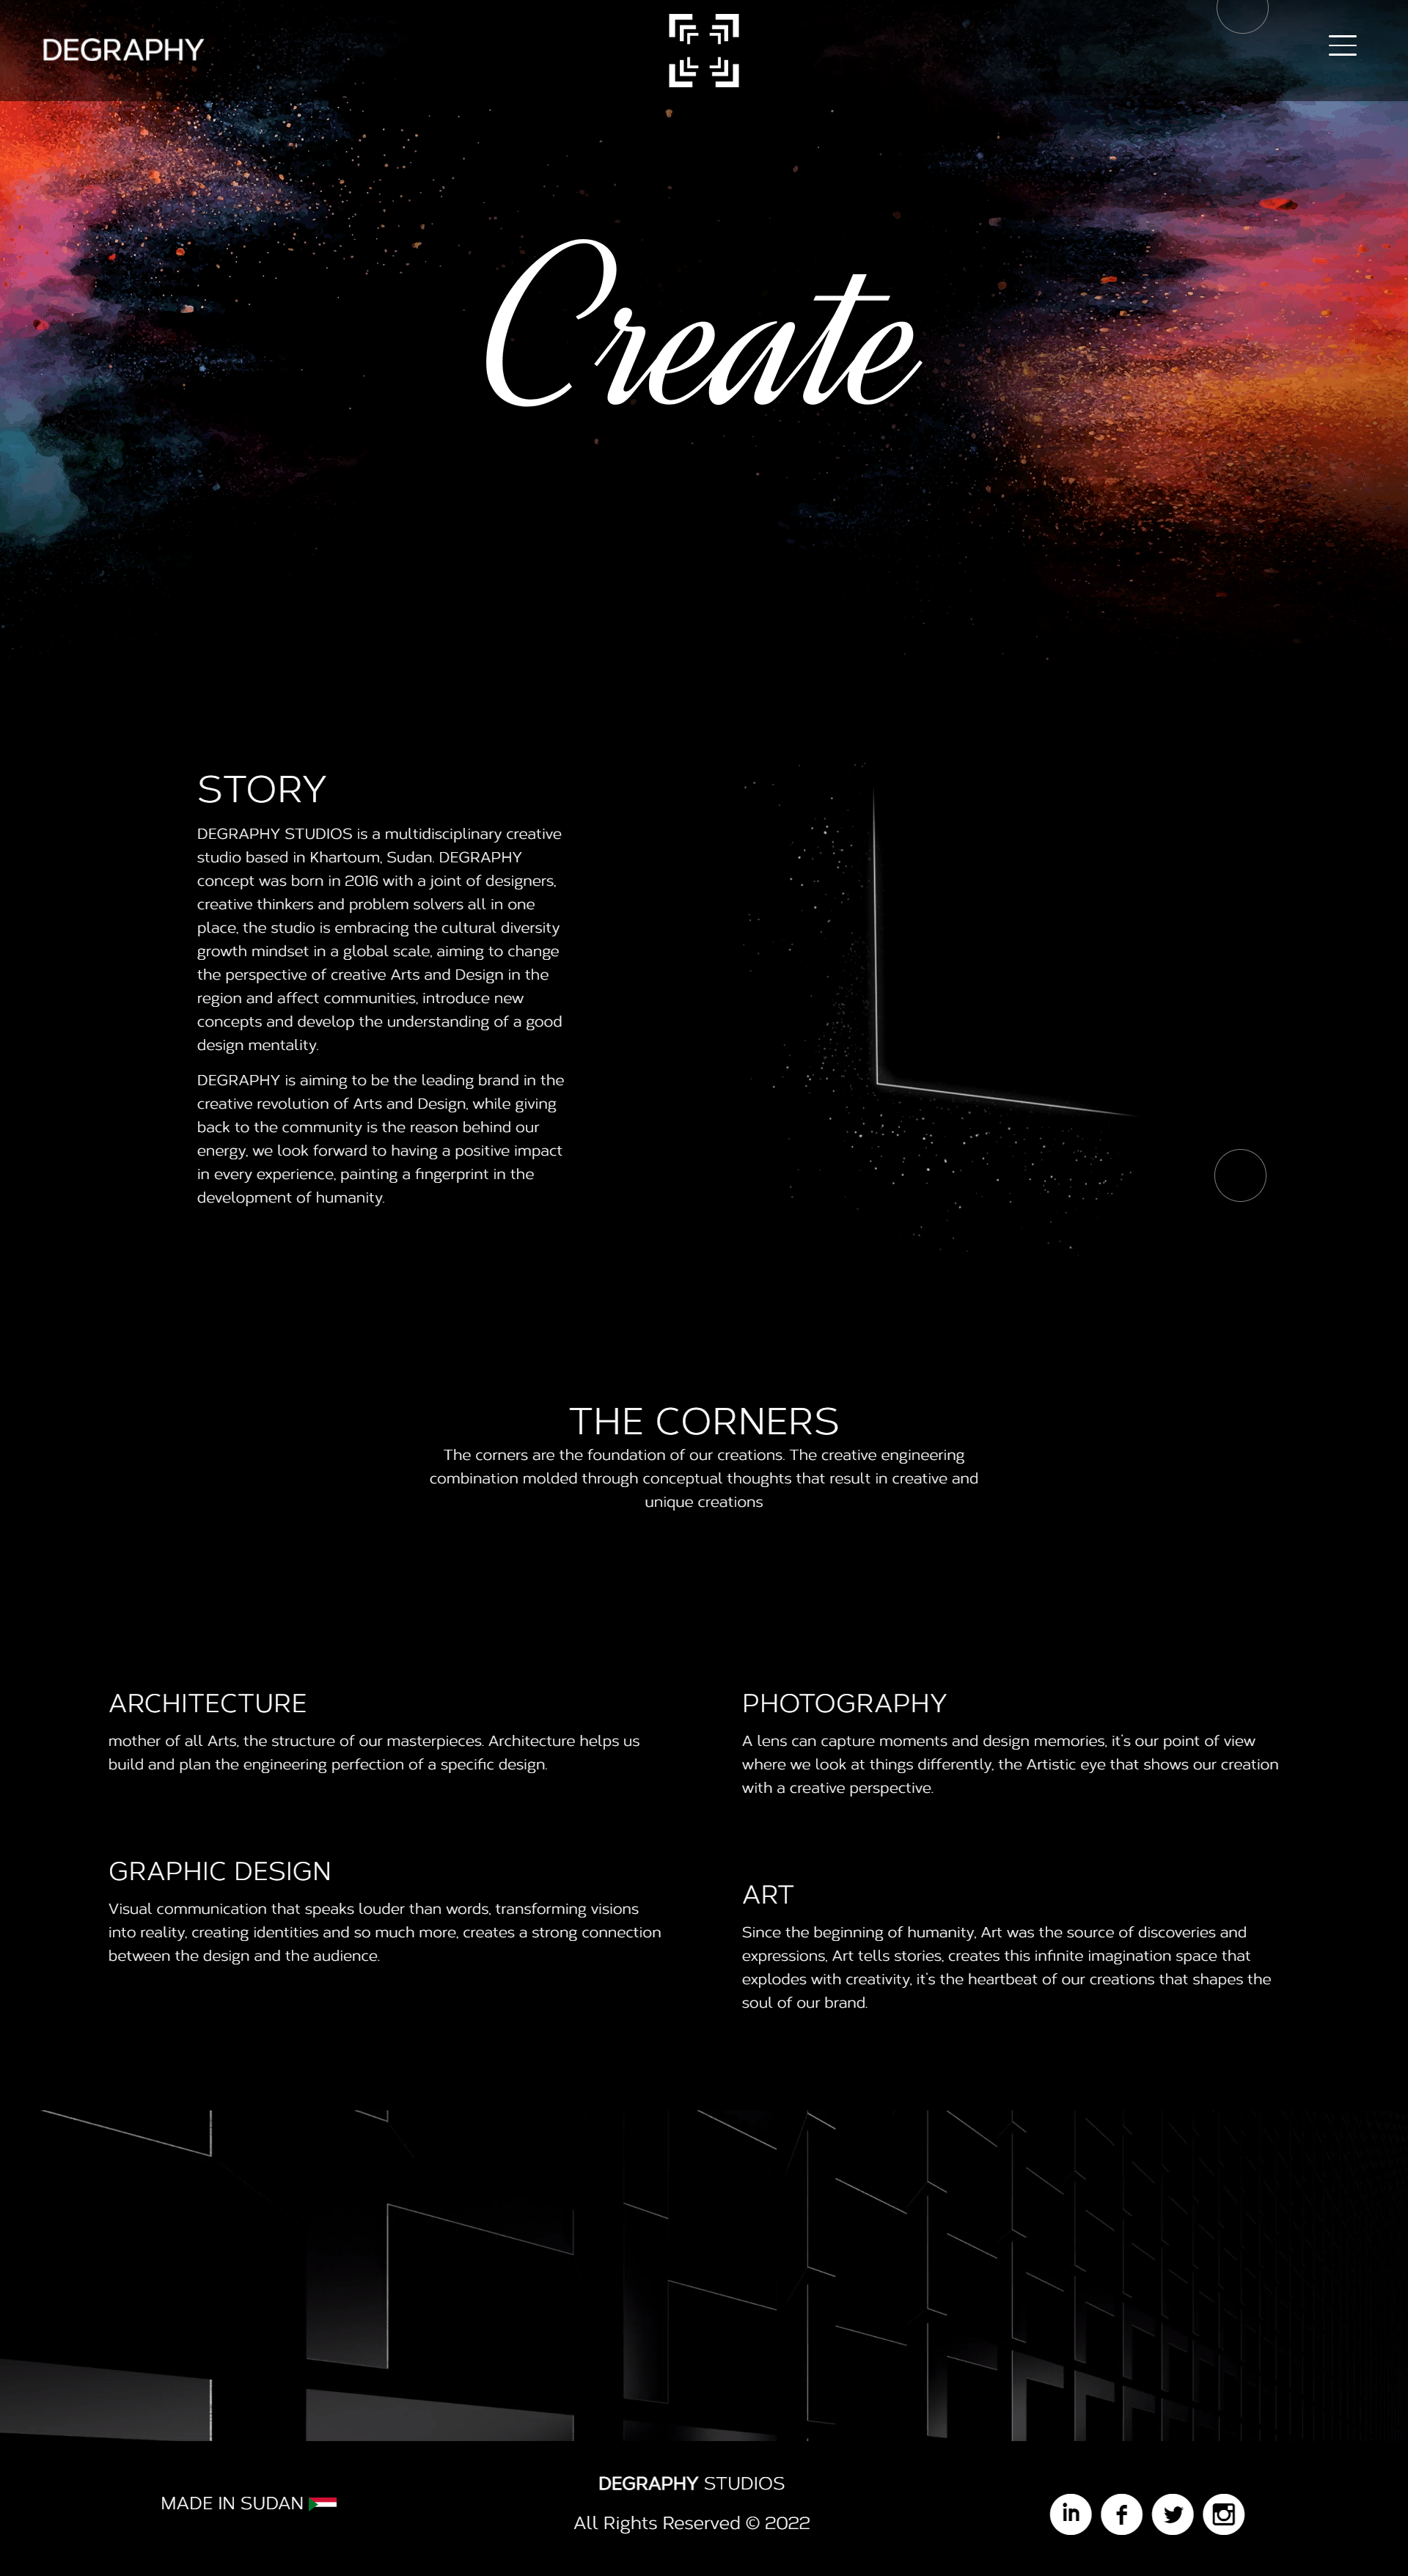 DEGRAPHY
Create
STORY
DEGRAPHY STUDIOS is a multidisciplinary creative
studio based in Khartoum, Sudan. DEGRAPHY
concept was born in 2016 with a joint of designers,
creative thinkers and problem solvers all in one
place, the studio is embracing the cultural diversity
growth mindset in a global scale, aiming to change
the perspective of creative Arts and Design in the
region and affect communities, introduce new
concepts and develop the understanding of a good
design mentality.
DEGRAPHY is aiming to be the leading brand in the
creative revolution of Arts and Design, while giving
back to the community is the reason behind our
energy, we look forward to having a positive impact
in every experience, painting a fingerprint in the
development of humanity.
THE CORNERS
The corners are the foundation of our creations. The creative engineering
combination molded through conceptual thoughts that result in creative and
unique creations
ARCHITECTURE
mother of all Arts, the structure of our masterpieces. Architecture helps us
build and plan the engineering perfection of a specific design.
GRAPHIC DESIGN
Visual communication that speaks louder than words, transforming visions
into reality, creating identities and so much more, creates a strong connection
between the design and the audience.
PHOTOGRAPHY
A lens can capture moments and design memories, it's our point of view
where we look at things differently, the Artistic eye that shows our creation
with a creative perspective.
ART
Since the beginning of humanity, Art was the source of discoveries and
expressions, Art tells stories, creates this infinite imagination space that
explodes with creativity, it's the heartbeat of our creations that shapes the
soul of our brand.
MADE IN SUDAN
DEGRAPHY STUDIOS
All Rights Reserved © 2022